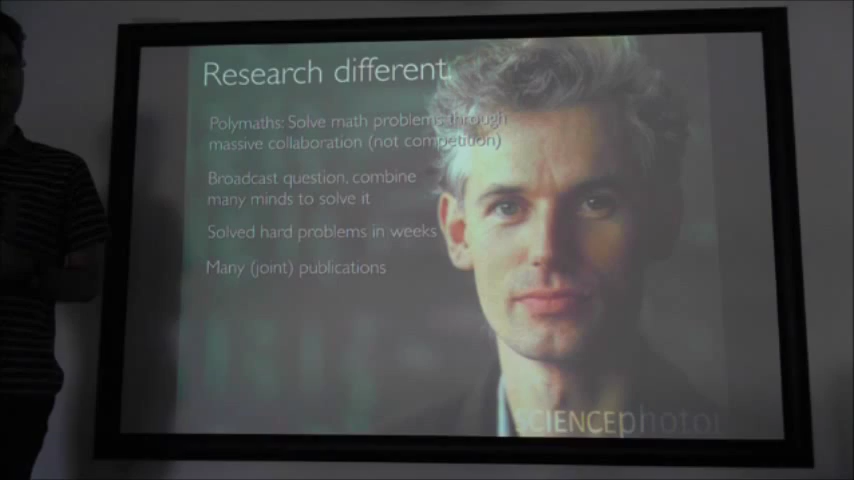 Research different.
Polymaths: Solve math problems through
massive collaboration (not competition)
Broadcast question, combine
many minds to solve it
Solved hard problems in weeks
Many (joint) publications
SCIENCEphoto